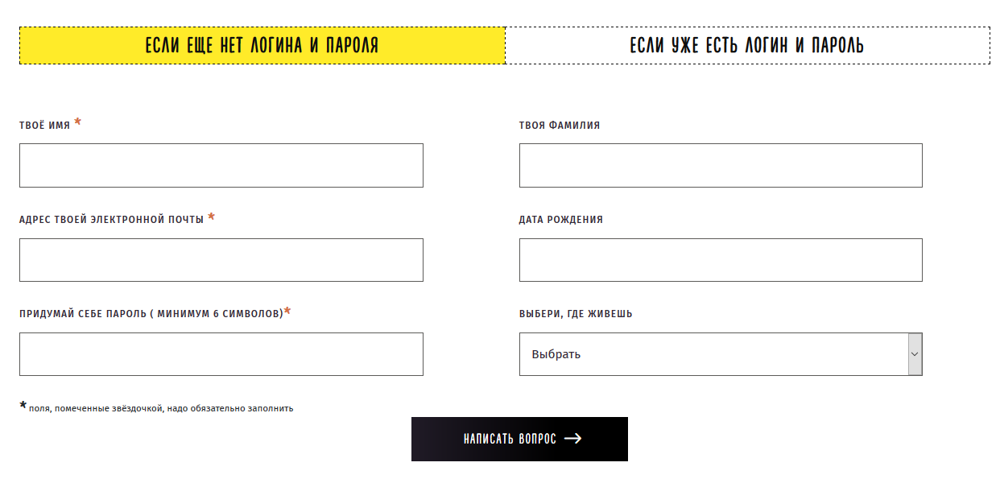 ЕСЛИ ЕЩЕ НЕТ ЛОГИНА И ПАРОЛЯ
ЕСЛИ УЖЕ ЕСТЬ ЛОГИН И ПАРОЛЬ
ТВОЁ ИМЯ *
ТВОЯ ФАМИЛИЯ
АДРЕС ТВОЕЙ ЭЛЕКТРОННОЙ ПОЧТЫ *
ДАТА РОЖДЕНИЯ
ПРИДУМАЙ СЕБЕ ПАРОЛЬ ( МИНИМУМ 6 СИМВОЛОВ)*
ВЫБЕРИ, ГДЕ ЖИВЕШЬ
Выбрать
* поля, помеченные звёздочкой, надо обязательно заполнить
НАПИСАТЬ ВОПРОС →